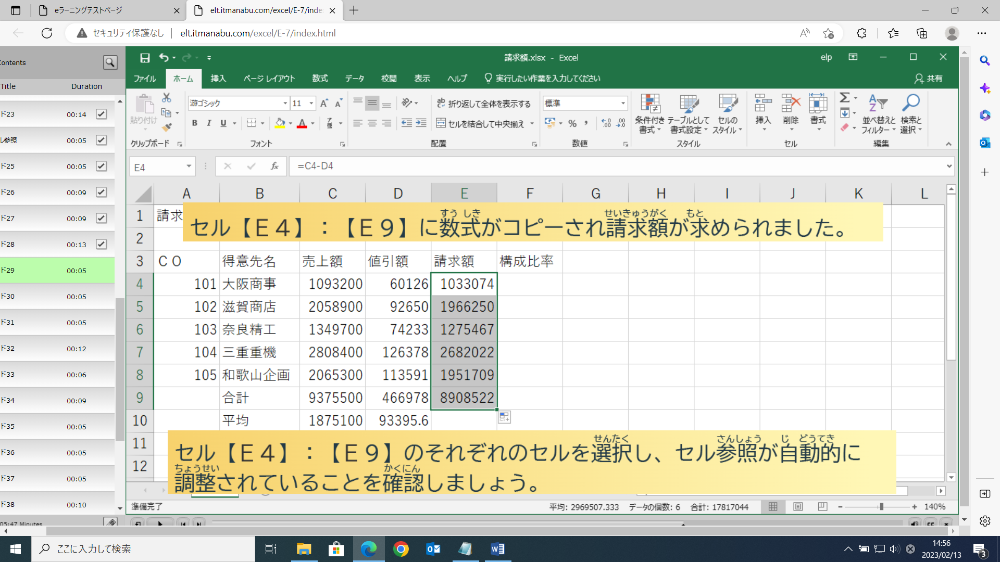 eラーニングテストページ
elt.itmanabu.com/excel/E-7/inde
セキュリティ保護なし
elt.itmanabu.com/excel/E-7/index.html
Contents
Title Duration
ド23 00:14
ル参照 00:05
ド25 00:05
ド26 00:09
ド27 00:09
ド28 00:13
ド29 00:05
ド30 00:05
ド31 00:05
ド32 00:12
ド33 00:06
ド34 00:09
ド35 00:05
ド36 00:05
ド37 00:05
ド38 00:10
05:47 Minutes
請求額.xlsx - Excel
elp
ファイル ホーム 挿入 ページ レイアウト 数式 データ 校閲 表示 ヘルプ 実行したい作業を入力してください 共有
貼り付け
クリップボード
游ゴシック 11
B I U
フォント
折り返して全体を表示する
セルを結合して中央揃え
配置
標準
% ,
数値
条件付き書式
テーブルとして書式設定
セルのスタイル
スタイル
挿入 削除 書式
セル
並べ替えとフィルター
検索と選択
編集
E4 fx =C4-D4
A B C D E F G H I J K L
1 請求
セル【E4】：【E9】に数式がコピーされ請求額が求められました。
すう しき せいきゅうがく もと
2
3 CO 得意先名 売上額 値引額 請求額 構成比率
4 101 大阪商事 1093200 60126 1033074
5 102 滋賀商店 2058900 92650 1966250
6 103 奈良精工 1349700 74233 1275467
7 104 三重重機 2808400 126378 2682022
8 105 和歌山企画 2065300 113591 1951709
9 合計 9375500 466978 8908522
10 平均 1875100 93395.6
11
12
せんたく さんしょう じ どうてき
セル【E4】：【E9】のそれぞれのセルを選択し、セル参照が自動的に
ちょうせい かくにん
調整されていることを確認しましょう。
準備完了
平均: 2969507.333 データの個数: 6 合計: 17817044
140%
ここに入力して検索
14:56
2023/02/13
3